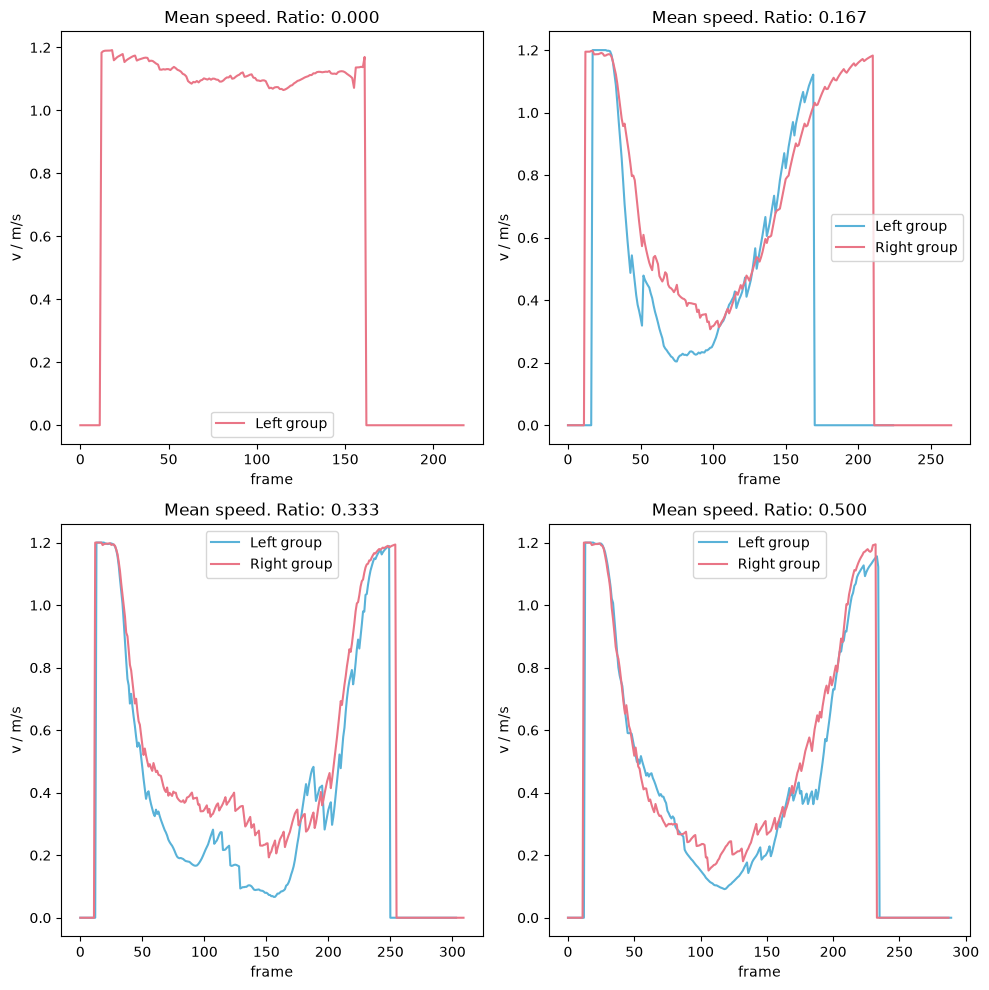 Mean speed. Ratio: 0.000
1.2
1.0
0.8
0.6
0.4
0.2
0.0
v / m/s
Left group
0
50
100
150
200
frame
Mean speed. Ratio: 0.167
1.2
1.0
0.8
0.6
0.4
0.2
0.0
v / m/s
Left group
Right group
0
50
100
150
200
250
frame
Mean speed. Ratio: 0.333
1.2
1.0
0.8
0.6
0.4
0.2
0.0
v / m/s
Left group
Right group
0
50
100
150
200
250
300
frame
Mean speed. Ratio: 0.500
1.2
1.0
0.8
0.6
0.4
0.2
0.0
v / m/s
Left group
Right group
0
50
100
150
200
250
300
frame